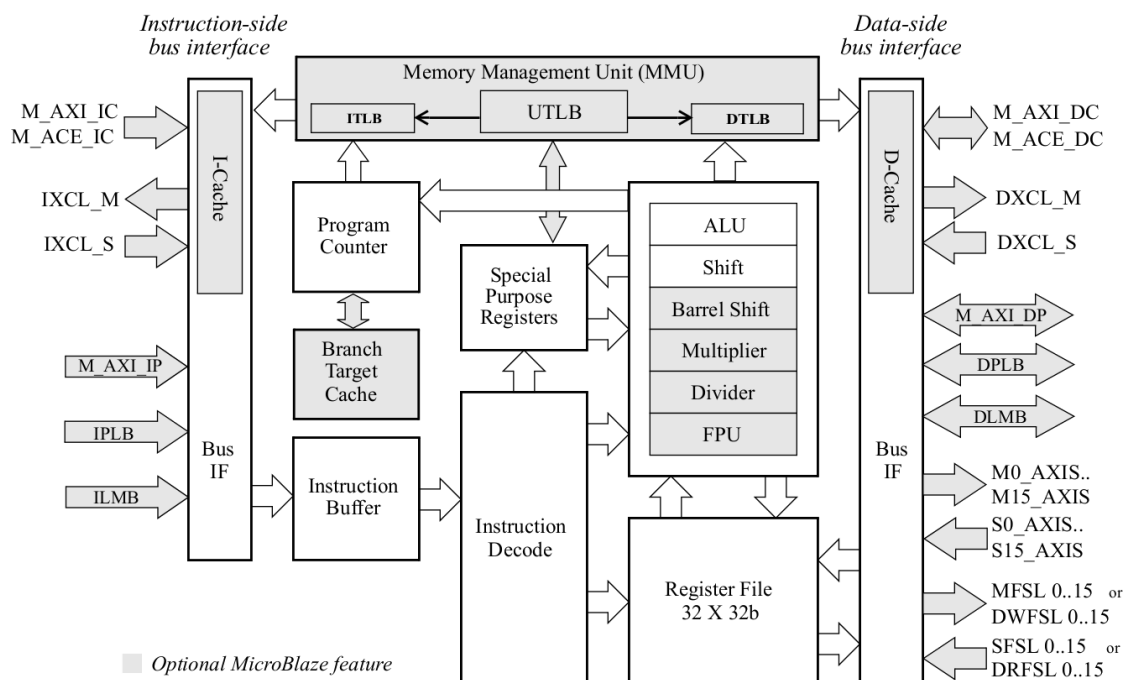 Instruction-side
bus interface
Data-side
bus interface
Memory Management Unit (MMU)
ITLB
UTLB
DTLB
M_AXI_IC
M_ACE_IC
IXCL_M
IXCL_S
I-Cache
M_AXI_IP
IPLB
ILMB
Bus
IF
Program
Counter
Branch
Target
Cache
Instruction
Buffer
Special
Purpose
Registers
Instruction
Decode
ALU
Shift
Barrel Shift
Multiplier
Divider
FPU
Register File
32 X 32b
D-Cache
Bus
IF
M_AXI_DC
M_ACE_DC
DXCL_M
DXCL_S
M_AXI_DP
DPLB
DLMB
M0_AXIS..
M15_AXIS
S0_AXIS..
S15_AXIS
MFSL 0..15 or
DWFSL 0..15
SFSL 0..15 or
DRFSL 0..15
Optional MicroBlaze feature